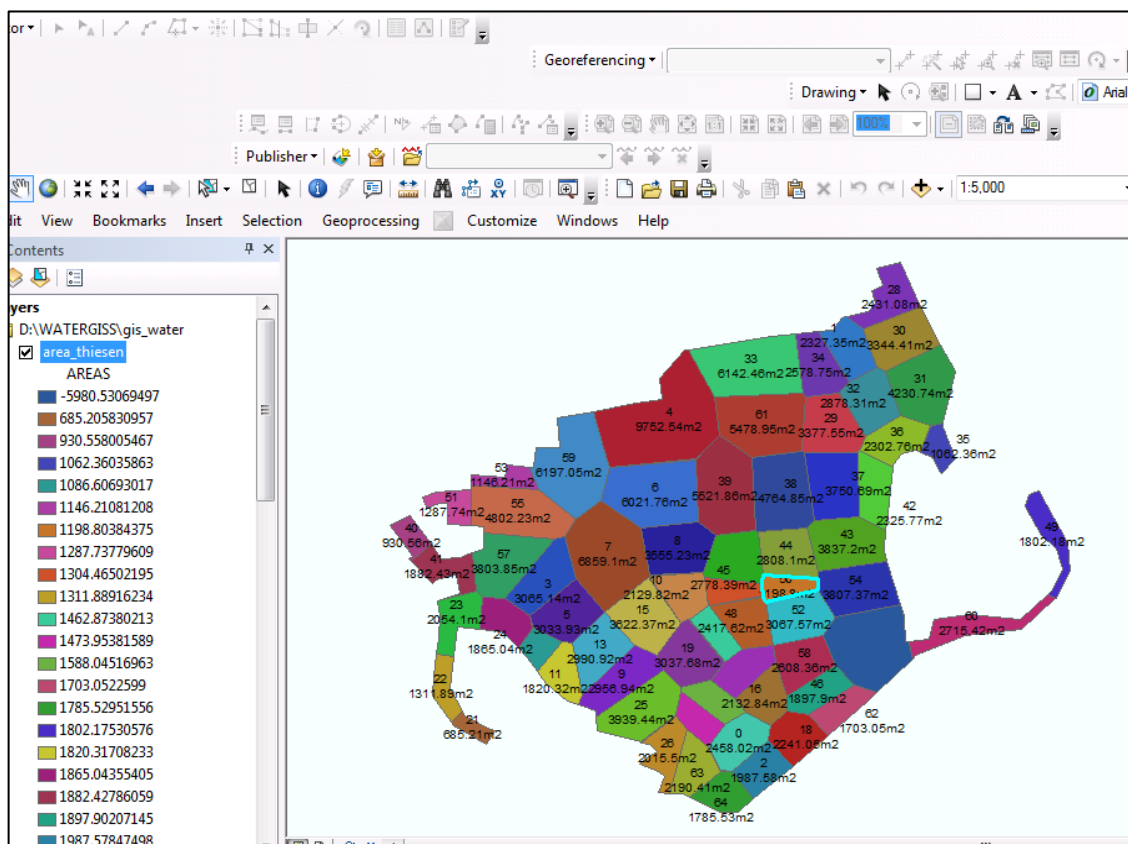 or
Georeferencing
Drawing
A
Arial
100%
Publisher
XY
1:5,000
dit View Bookmarks Insert Selection Geoprocessing Customize Windows Help
Contents
yers
D:\WATERGISS\gis_water
area_thiesen
AREAS
-5980.53069497
685.205830957
930.558005467
1062.36035863
1086.60693017
1146.21081208
1198.80384375
1287.73779609
1304.46502195
1311.88916234
1462.87380213
1473.95381589
1588.04516963
1703.0522599
1785.52951556
1802.17530576
1820.31708233
1865.04355405
1882.42786059
1897.90207145
1987.57847498
28
2431.08m2
1
2327.35m2
30
3344.41m2
33
6142.46m2
34
2578.75m2
31
4230.74m2
32
2878.31m2
4
9752.54m2
61
5478.95m2
29
3377.55m2
36
2302.76m2
35
1062.36m2
59
6197.05m2
53
1146.21m2
6
6021.76m2
39
5521.86m2
38
4764.85m2
37
3750.69m2
42
2325.77m2
51
1287.74m2
55
4802.23m2
40
930.56m2
49
1802.18m2
7
6859.1m2
8
3555.23m2
44
2808.1m2
43
3837.2m2
41
1882.43m2
57
3803.85m2
3
3065.14m2
10
2129.82m2
45
2778.39m2
198.8m2
54
3807.37m2
23
2054.1m2
5
3033.93m2
15
3622.37m2
48
2417.62m2
52
3067.57m2
60
2715.42m2
24
1865.04m2
13
2990.92m2
19
3037.68m2
58
2608.36m2
11
1820.32m2
9
2956.94m2
16
2132.84m2
46
1897.9m2
22
1311.89m2
25
3939.44m2
62
1703.05m2
21
685.21m2
26
2015.5m2
0
2458.02m2
18
2241.05m2
63
2190.41m2
2
1987.58m2
64
1785.53m2